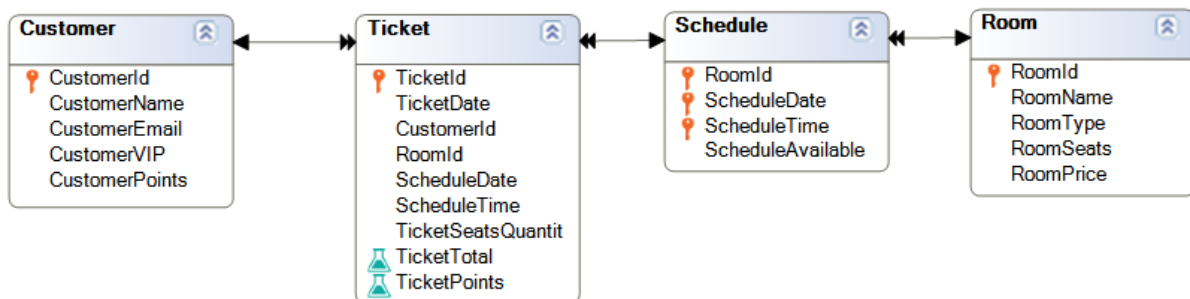 Customer
CustomerId
CustomerName
CustomerEmail
CustomerVIP
CustomerPoints
Ticket
TicketId
TicketDate
CustomerId
RoomId
ScheduleDate
ScheduleTime
TicketSeatsQuantit
TicketTotal
TicketPoints
Schedule
RoomId
ScheduleDate
ScheduleTime
ScheduleAvailable
Room
RoomId
RoomName
RoomType
RoomSeats
RoomPrice